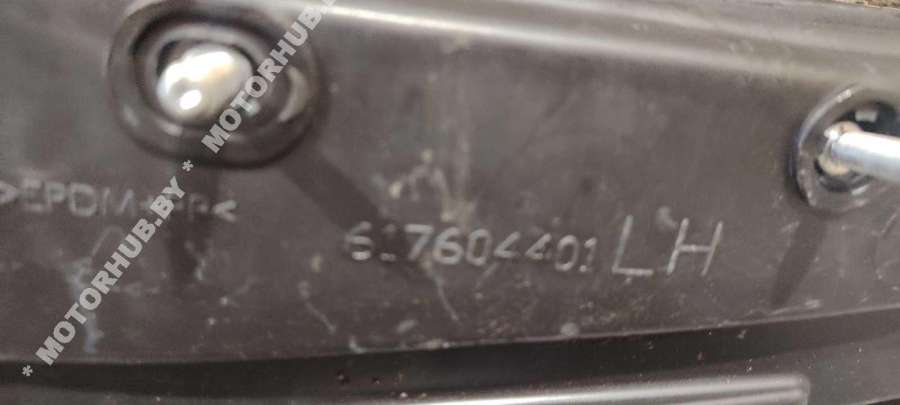 * MOTORHUB.BY * MOTORHUB.BY *
>EPDM+PP<
617604401 LH